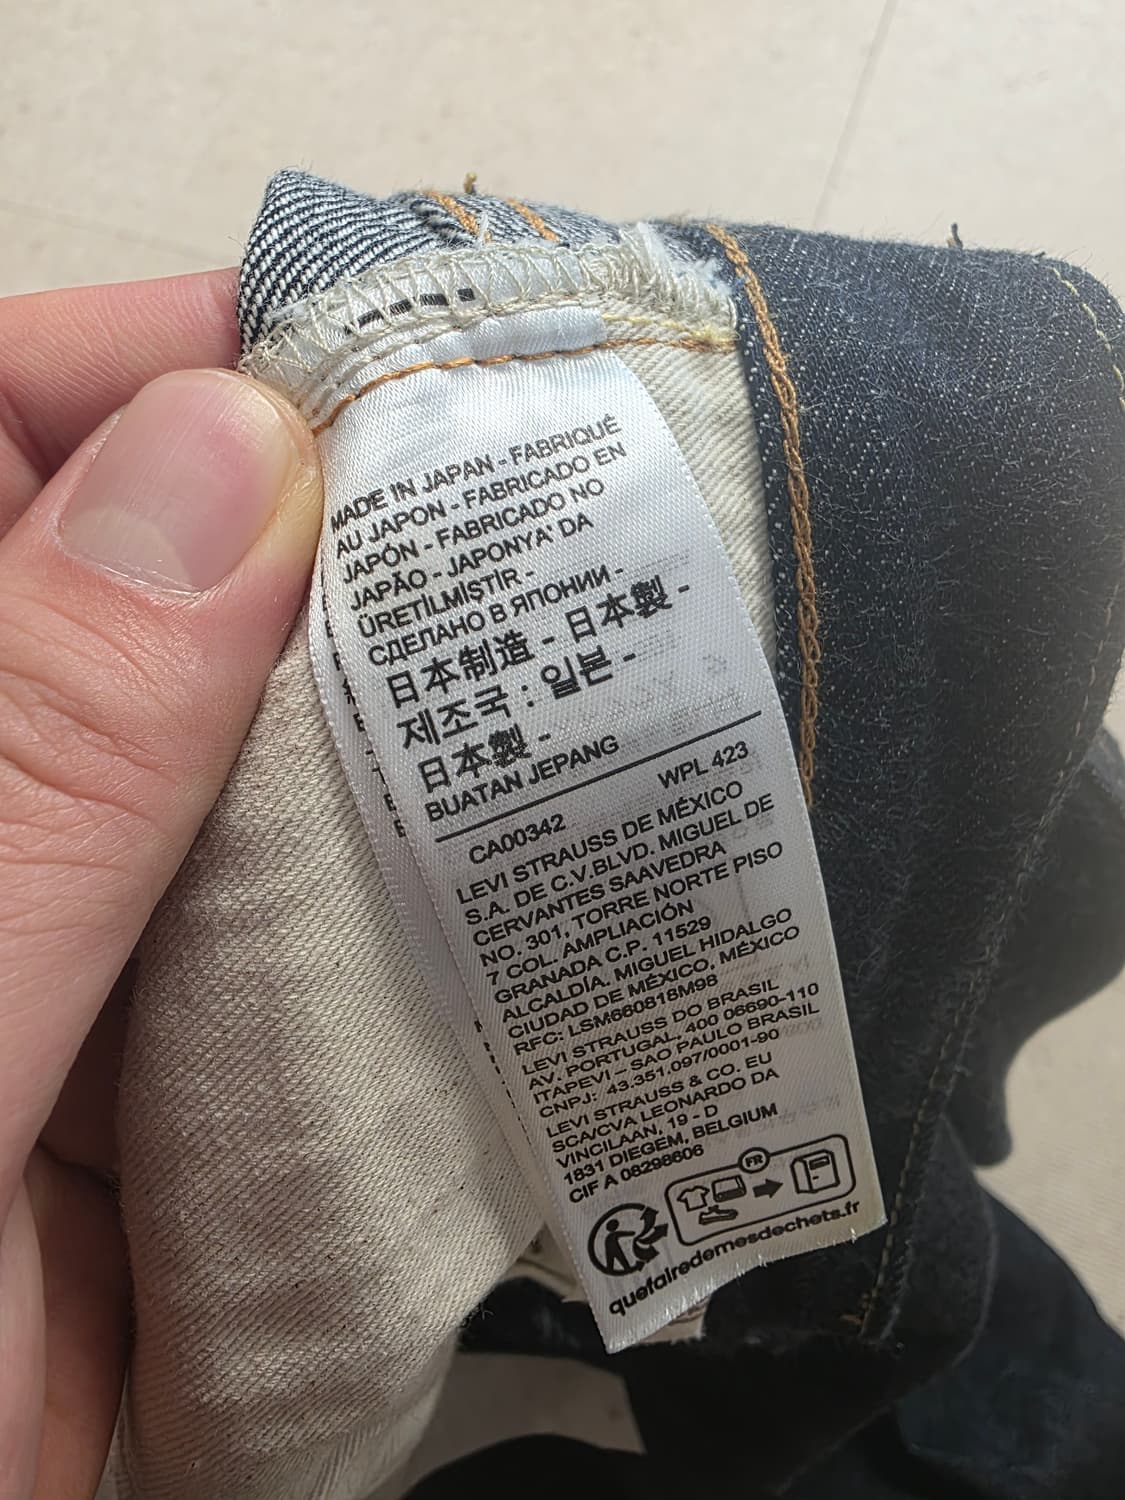 MADE IN JAPAN - FABRIQUÉ
AU JAPON - FABRICADO EN
JAPÓN - FABRICADO NO
JAPÃO - JAPONYA' DA
ÜRETİLMİŞTİR -
СДЕЛАНО В ЯПОНИИ -
日本制造 - 日本製 -
제조국 : 일본 -
日本製 -
BUATAN JEPANG
CA00342 WPL 423
LEVI STRAUSS DE MÉXICO
S.A. DE C.V.BLVD. MIGUEL DE
CERVANTES SAAVEDRA
NO. 301, TORRE NORTE PISO
7 COL. AMPLIACIÓN
GRANADA C.P. 11529
ALCALDÍA. MIGUEL HIDALGO
CIUDAD DE MÉXICO, MÉXICO
RFC: LSM660818M98
LEVI STRAUSS DO BRASIL
AV. PORTUGAL, 400 06690-110
ITAPEVI – SAO PAULO BRASIL
CNPJ: 43.351.097/0001-90
LEVI STRAUSS & CO. EU
SCA/CVA LEONARDO DA
VINCILAAN, 19 - D
1831 DIEGEM, BELGIUM
CIF A 08298606
FR
quefairedemesdechets.fr